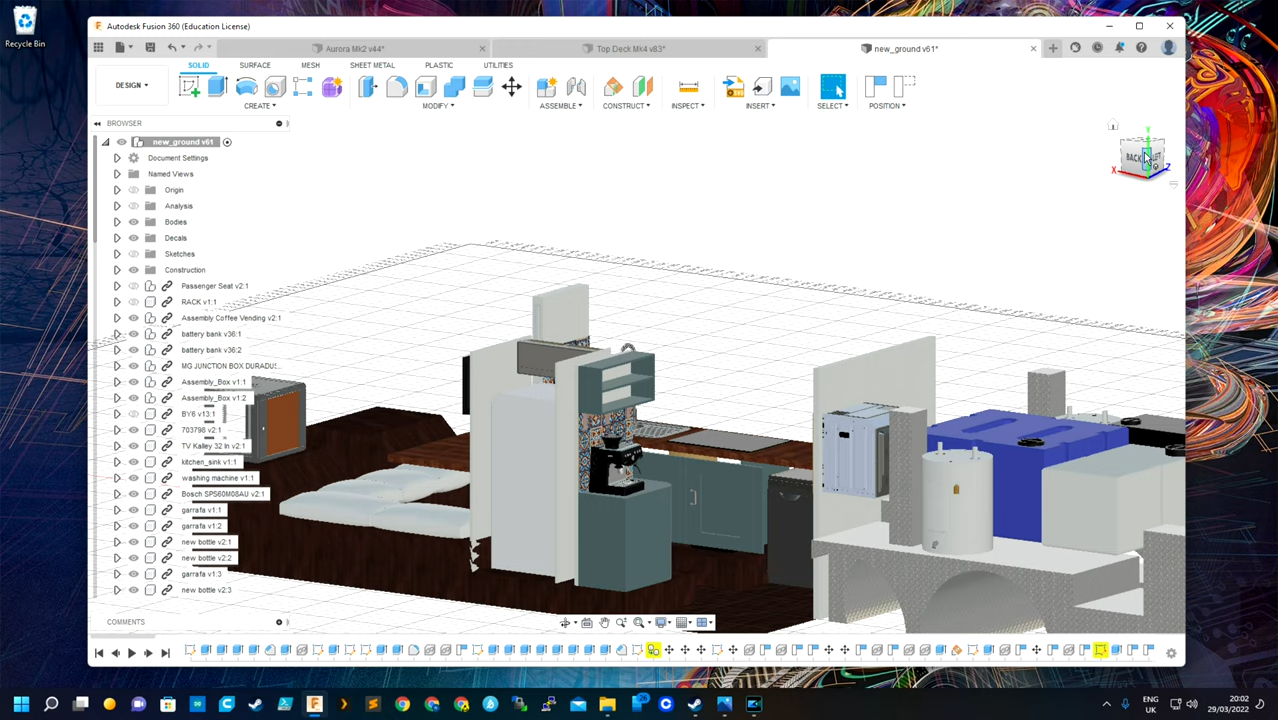 Recycle Bin
Autodesk Fusion 360 (Education License)
Aurora Mk2 v44*
Top Deck Mk4 v83*
new_ground v61*
SOLID SURFACE MESH SHEET METAL PLASTIC UTILITIES
DESIGN
CREATE MODIFY ASSEMBLE CONSTRUCT INSPECT INSERT SELECT POSITION
BROWSER
new_ground v61
Document Settings
Named Views
Origin
Analysis
Bodies
Decals
Sketches
Construction
Passenger Seat v2:1
RACK v1:1
Assembly Coffee Vending v2:1
battery bank v36:1
battery bank v36:2
MG JUNCTION BOX DURADU...
Assembly_Box v1:1
Assembly_Box v1:2
BY6 v13:1
703798 v2:1
TV Kalley 32 In v2:1
kitchen_sink v1:1
washing machine v1:1
Bosch SPS60M08AU v2:1
garrafa v1:1
garrafa v1:2
new bottle v2:1
new bottle v2:2
garrafa v1:3
new bottle v2:3
Y
BACK
X
Z
COMMENTS
ENG
UK
20:02
29/03/2022